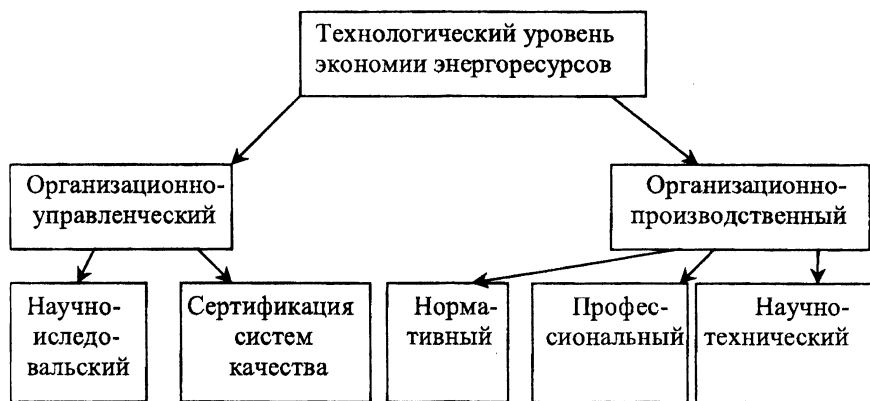 Технологический уровень
экономии энергоресурсов
Организационно-
управленческий
Организационно-
производственный
Научно-
иследо-
вальский
Сертификация
систем
качества
Норма-
тивный
Профес-
сиональный
Научно-
технический